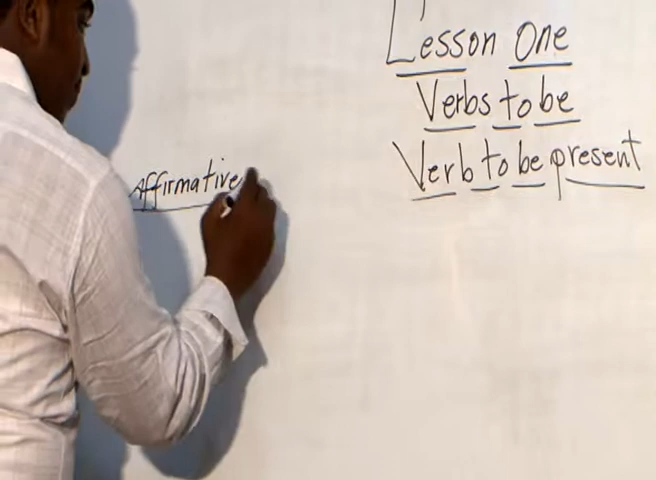 Lesson One
Verbs to be
Verb to be present
Affirmative